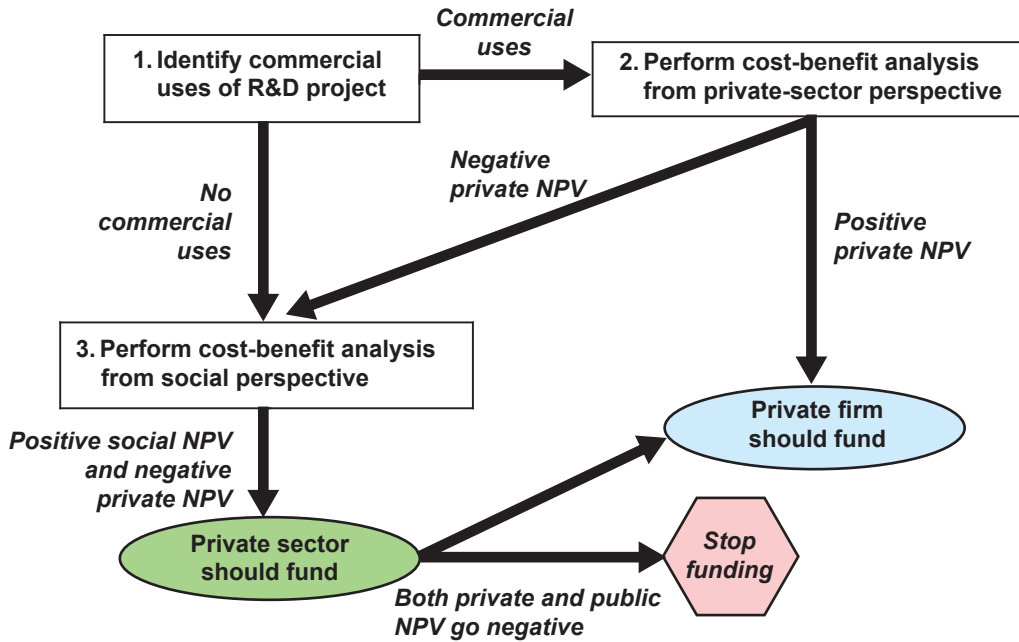 Commercial
uses
1. Identify commercial
uses of R&D project
2. Perform cost-benefit analysis
from private-sector perspective
Negative
private NPV
No
commercial
uses
Positive
private NPV
3. Perform cost-benefit analysis
from social perspective
Private firm
should fund
Positive social NPV
and negative
private NPV
Private sector
should fund
Stop
funding
Both private and public
NPV go negative